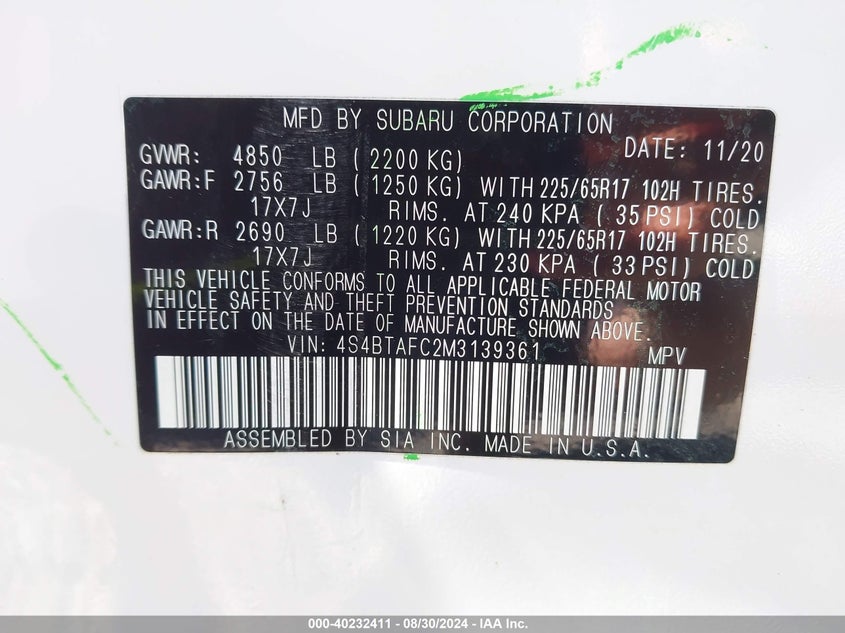 MFD BY SUBARU CORPORATION
GVWR: 4850 LB ( 2200 KG) DATE: 11/20
GAWR:F 2756 LB ( 1250 KG) WITH 225/65R17 102H TIRES.
17X7J RIMS. AT 240 KPA ( 35 PSI) COLD
GAWR:R 2690 LB ( 1220 KG) WITH 225/65R17 102H TIRES.
17X7J RIMS. AT 230 KPA ( 33 PSI) COLD
THIS VEHICLE CONFORMS TO ALL APPLICABLE FEDERAL MOTOR
VEHICLE SAFETY AND THEFT PREVENTION STANDARDS
IN EFFECT ON THE DATE OF MANUFACTURE SHOWN ABOVE.
VIN: 4S4BTAFC2M3139361 MPV
ASSEMBLED BY SIA INC. MADE IN U.S.A.
000-40232411 - 08/30/2024 - IAA Inc.